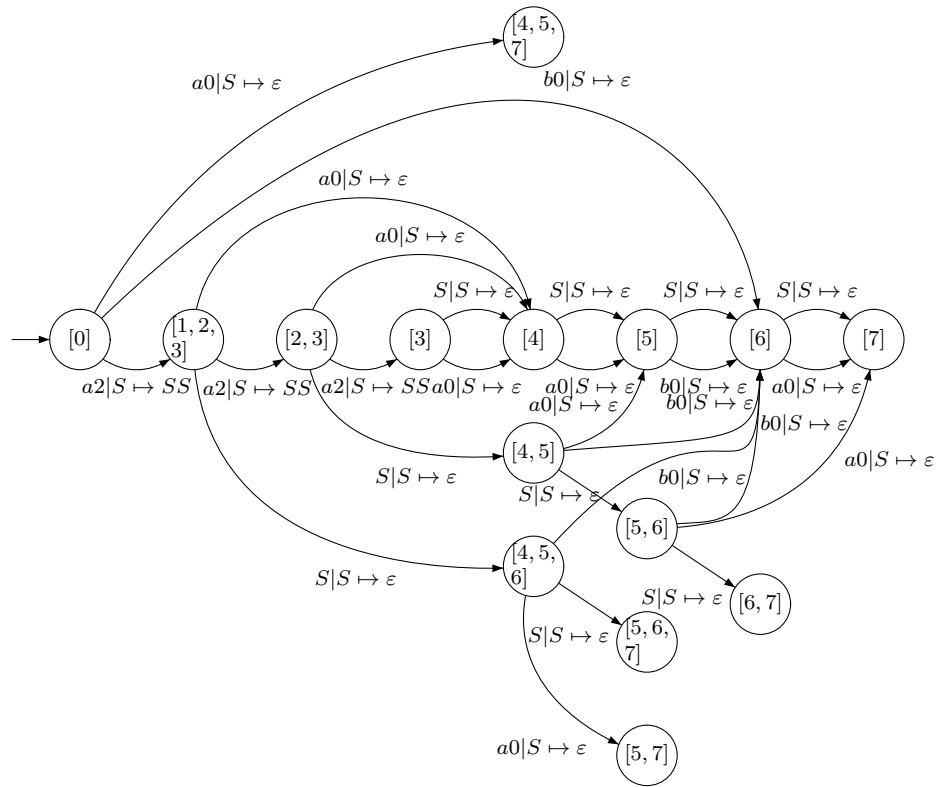 [4, 5,
7]
a0|S ↦ ε
b0|S ↦ ε
a0|S ↦ ε
a0|S ↦ ε
S|S ↦ ε
S|S ↦ ε
S|S ↦ ε
S|S ↦ ε
[0]
[1, 2,
3]
[2, 3]
[3]
[4]
[5]
[6]
[7]
a2|S ↦ SS
a2|S ↦ SS
a2|S ↦ SS
a0|S ↦ ε
a0|S ↦ ε
b0|S ↦ ε
a0|S ↦ ε
a0|S ↦ ε
b0|S ↦ ε
b0|S ↦ ε
[4, 5]
a0|S ↦ ε
S|S ↦ ε
b0|S ↦ ε
S|S ↦ ε
[5, 6]
[4, 5,
6]
S|S ↦ ε
S|S ↦ ε
[6, 7]
S|S ↦ ε
[5, 6,
7]
a0|S ↦ ε
[5, 7]